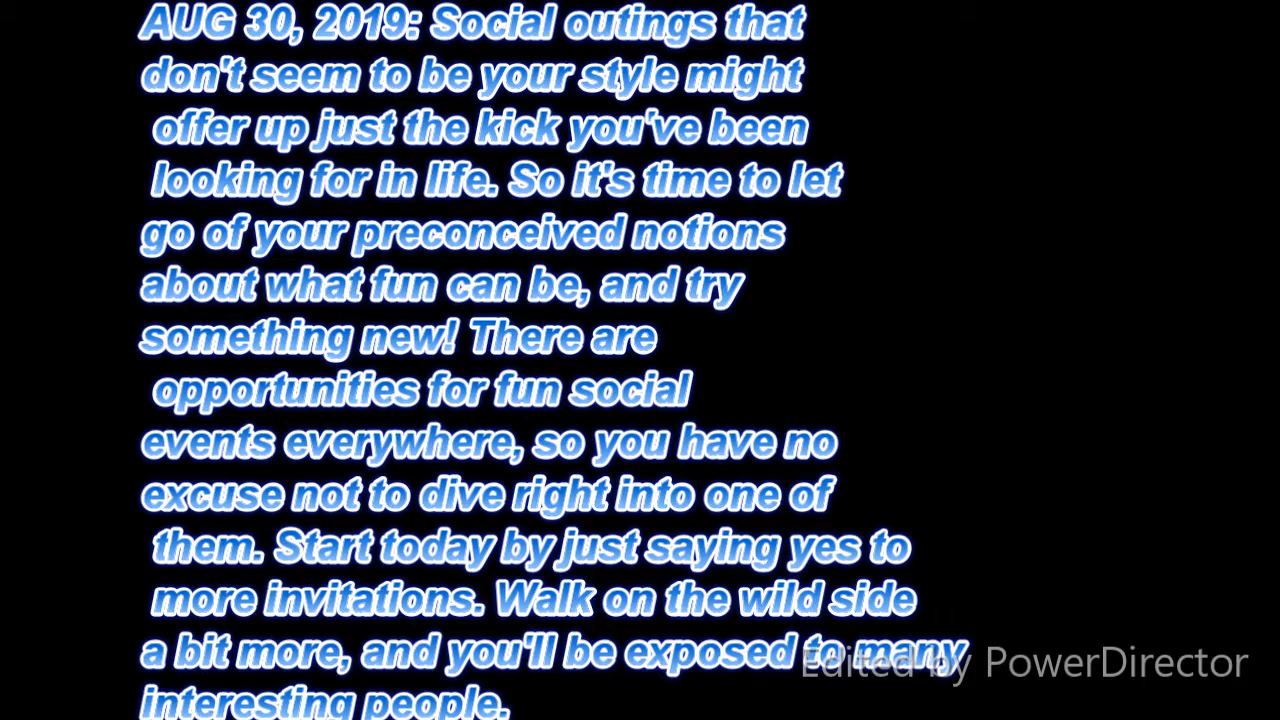 AUG 30, 2019: Social outings that
don't seem to be your style might
offer up just the kick you've been
looking for in life. So it's time to let
go of your preconceived notions
about what fun can be, and try
something new! There are
opportunities for fun social
events everywhere, so you have no
excuse not to dive right into one of
them. Start today by just saying yes to
more invitations. Walk on the wild side
a bit more, and you'll be exposed to many
interesting people.
Edited by PowerDirector